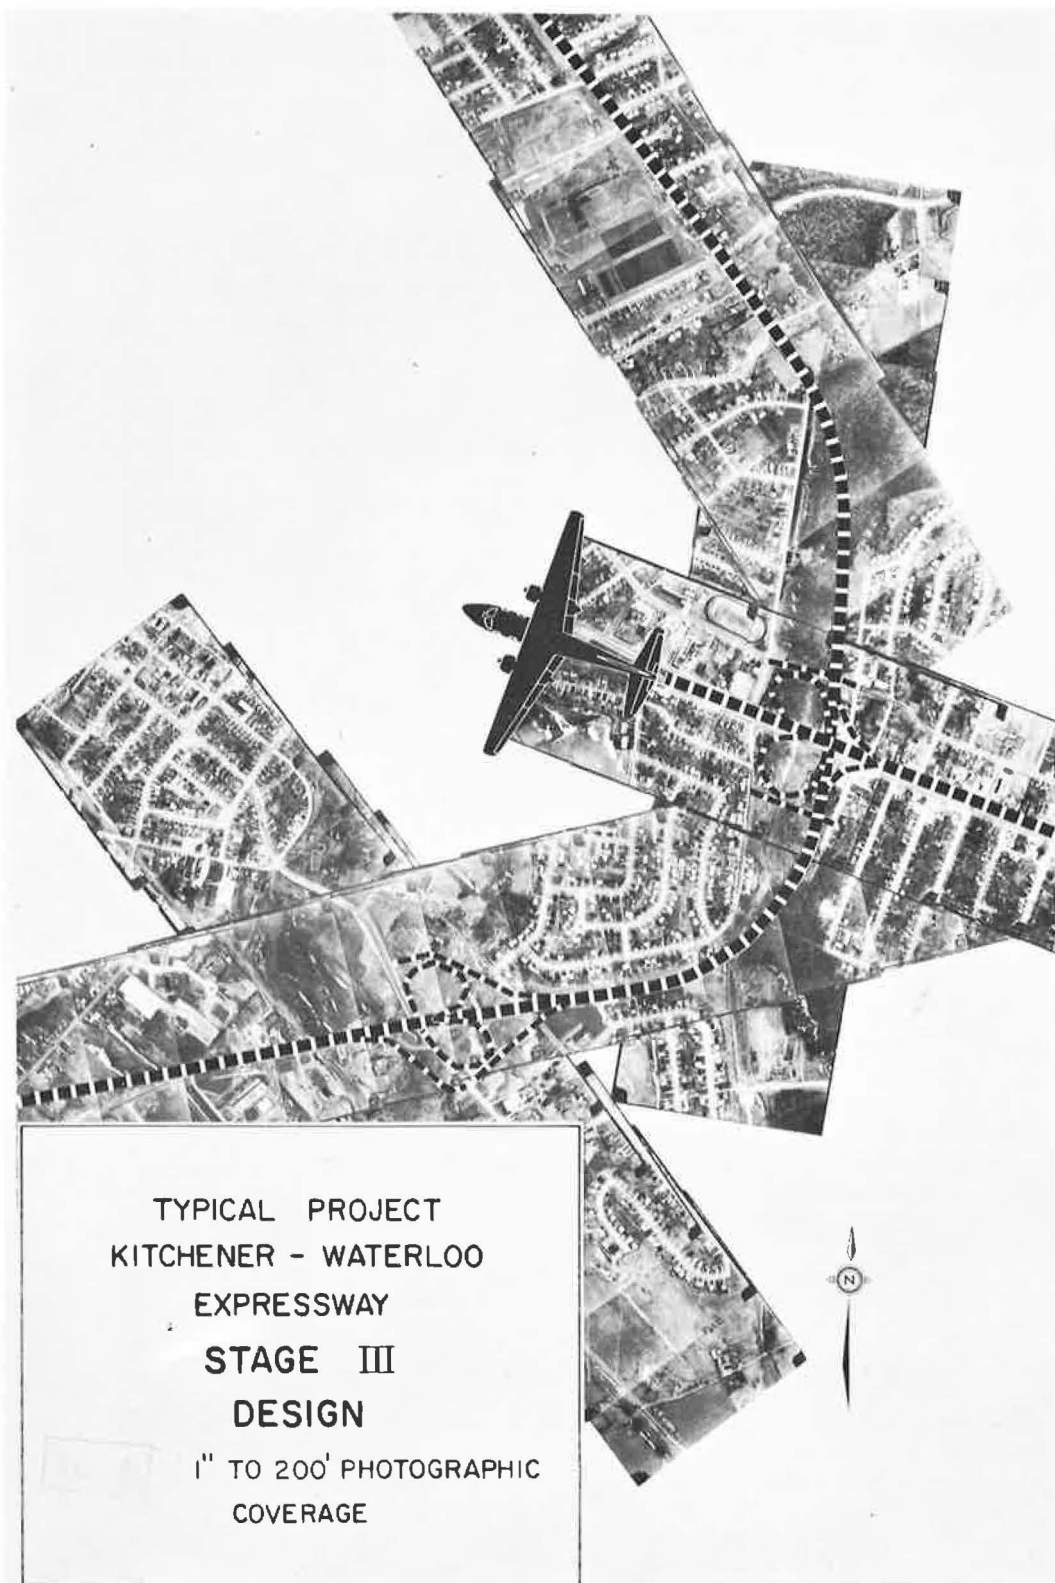 TYPICAL PROJECT
KITCHENER - WATERLOO
EXPRESSWAY
STAGE III
DESIGN
1" TO 200' PHOTOGRAPHIC
COVERAGE
N